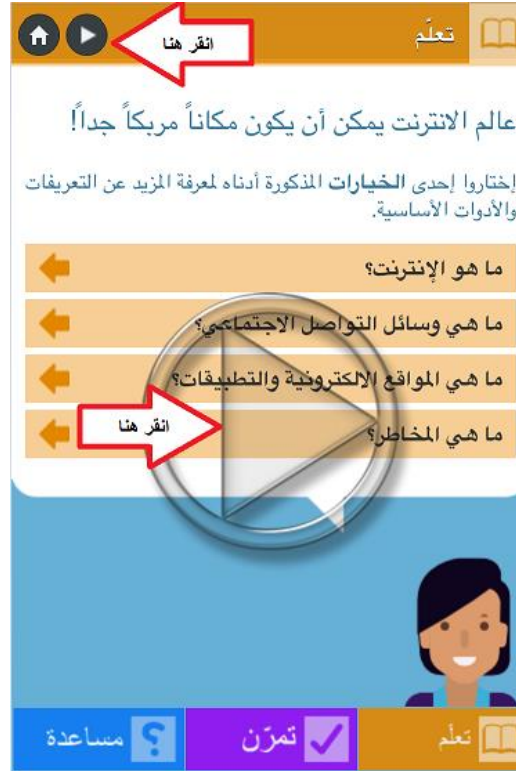 تعلّم
انقر هنا
عالم الانترنت يمكن أن يكون مكاناً مربكاً جداً!
إختاروا إحدى الخيارات المذكورة أدناه لمعرفة المزيد عن التعريفات
والأدوات الأساسية.
ما هو الإنترنت؟
ما هي وسائل التواصل الاجتماعي؟
ما هي المواقع الالكترونية والتطبيقات؟
ما هي المخاطر؟
انقر هنا
تعلّم
تمرّن
مساعدة